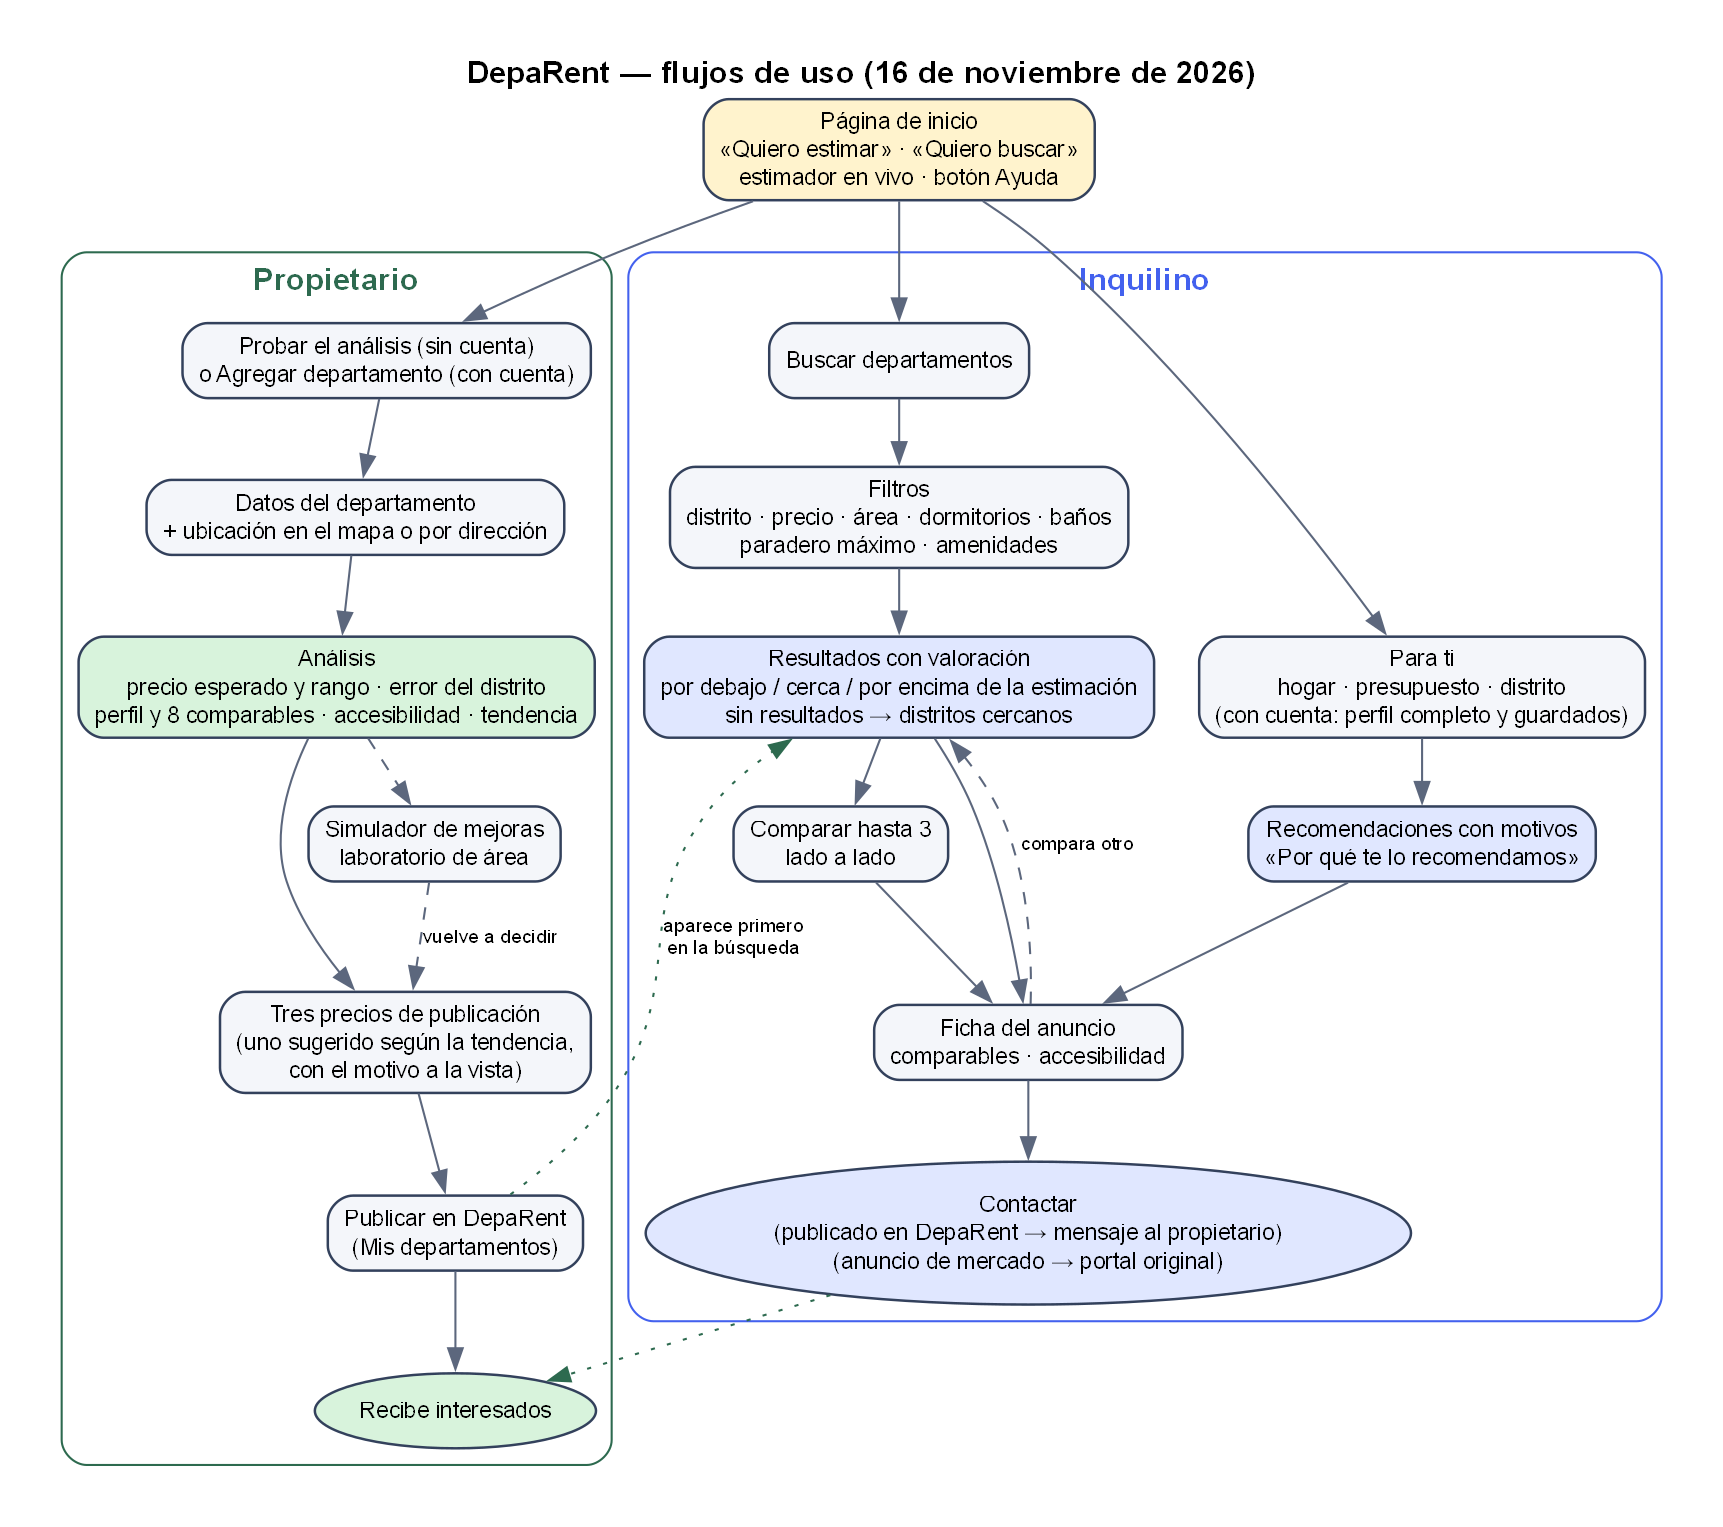 DepaRent — flujos de uso (16 de noviembre de 2026)
Página de inicio
«Quiero estimar» · «Quiero buscar»
estimador en vivo · botón Ayuda
Propietario
Probar el análisis (sin cuenta)
o Agregar departamento (con cuenta)
Datos del departamento
+ ubicación en el mapa o por dirección
Análisis
precio esperado y rango · error del distrito
perfil y 8 comparables · accesibilidad · tendencia
Simulador de mejoras
laboratorio de área
vuelve a decidir
Tres precios de publicación
(uno sugerido según la tendencia,
con el motivo a la vista)
Publicar en DepaRent
(Mis departamentos)
Recibe interesados
aparece primero
en la búsqueda
Inquilino
Buscar departamentos
Filtros
distrito · precio · área · dormitorios · baños
paradero máximo · amenidades
Resultados con valoración
por debajo / cerca / por encima de la estimación
sin resultados → distritos cercanos
Para ti
hogar · presupuesto · distrito
(con cuenta: perfil completo y guardados)
Comparar hasta 3
lado a lado
compara otro
Recomendaciones con motivos
«Por qué te lo recomendamos»
Ficha del anuncio
comparables · accesibilidad
Contactar
(publicado en DepaRent → mensaje al propietario)
(anuncio de mercado → portal original)